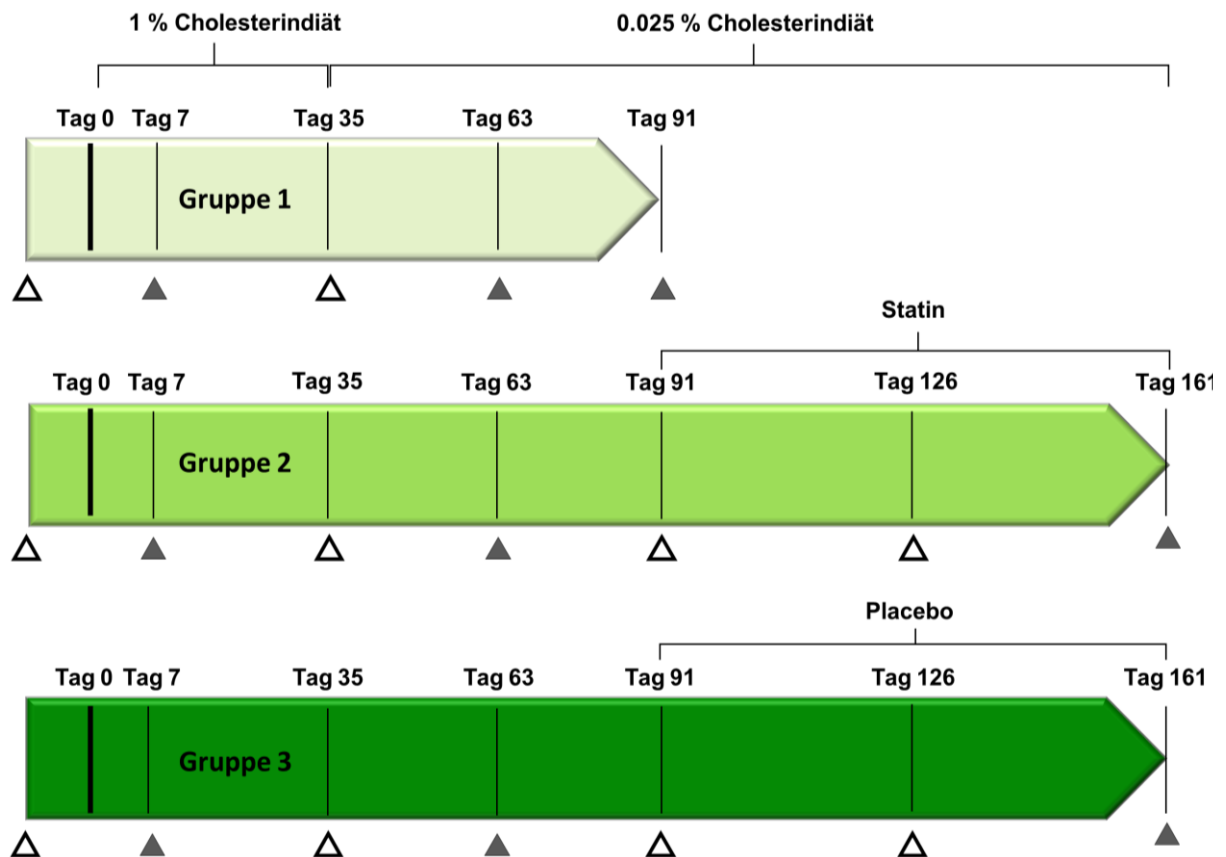 1 % Cholesterindiät 0.025 % Cholesterindiät
Tag 0 Tag 7 Tag 35 Tag 63 Tag 91
Gruppe 1
Statin
Tag 0 Tag 7 Tag 35 Tag 63 Tag 91 Tag 126 Tag 161
Gruppe 2
Placebo
Tag 0 Tag 7 Tag 35 Tag 63 Tag 91 Tag 126 Tag 161
Gruppe 3